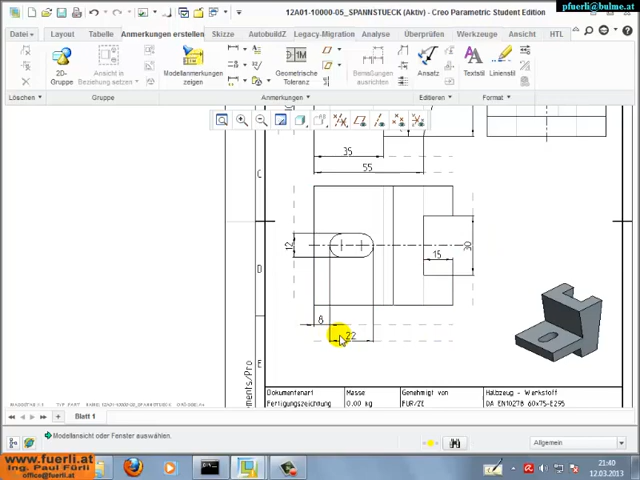 12A01-10000-05_SPANNSTUECK (Aktiv) - Creo Parametric Student Edition
pfuerli@bulme.at
Datei
Layout
Tabelle
Anmerkungen erstellen
Skizze
AutobuildZ
Legacy-Migration
Analyse
Überprüfen
Werkzeuge
Ansicht
HTL
2D-Gruppe
Ansicht in Beziehung setzen
Modellanmerkungen zeigen
Geometrische Toleranz
Bemaßungen ausrichten
Ansatz
Textstil
Linienstil
Löschen
Gruppe
Anmerkungen
Editieren
Format
35
55
C
12
30
15
D
8
22
E
Dokumentenart
Masse
Genehmigt von
Halbzeug - Werkstoff
Fertigungszeichnung
0.00 kg
FUR/ZE
DA EN10278 60x75-E295
Blatt 1
Modellansicht oder Fenster auswählen.
Allgemein
www.fuerli.at
Ing. Paul Fürli
office@fuerli.at
21:40
12.03.2013